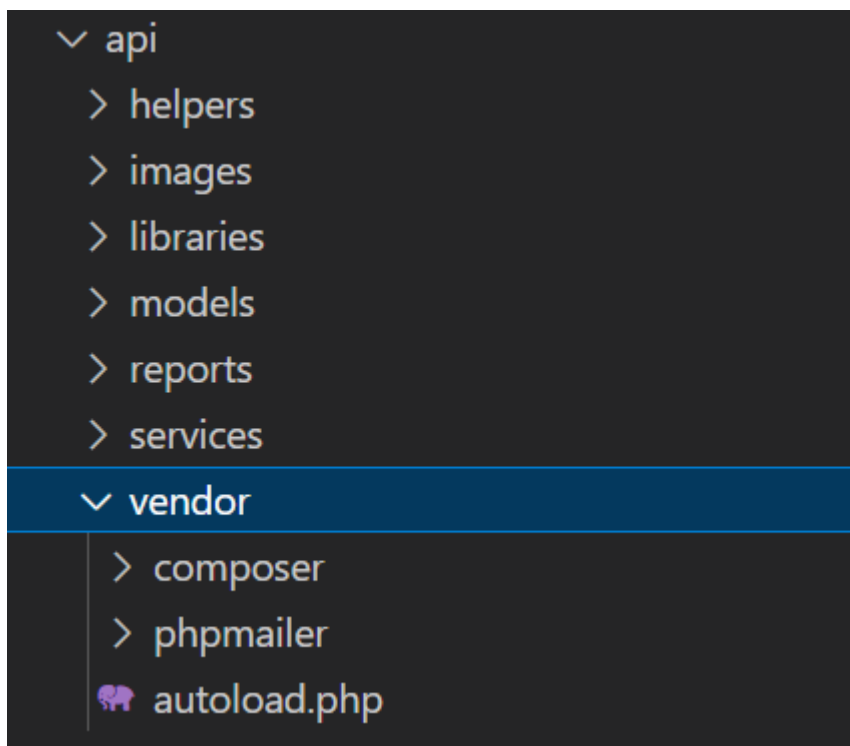 api
helpers
images
libraries
models
reports
services
vendor
composer
phpmailer
autoload.php